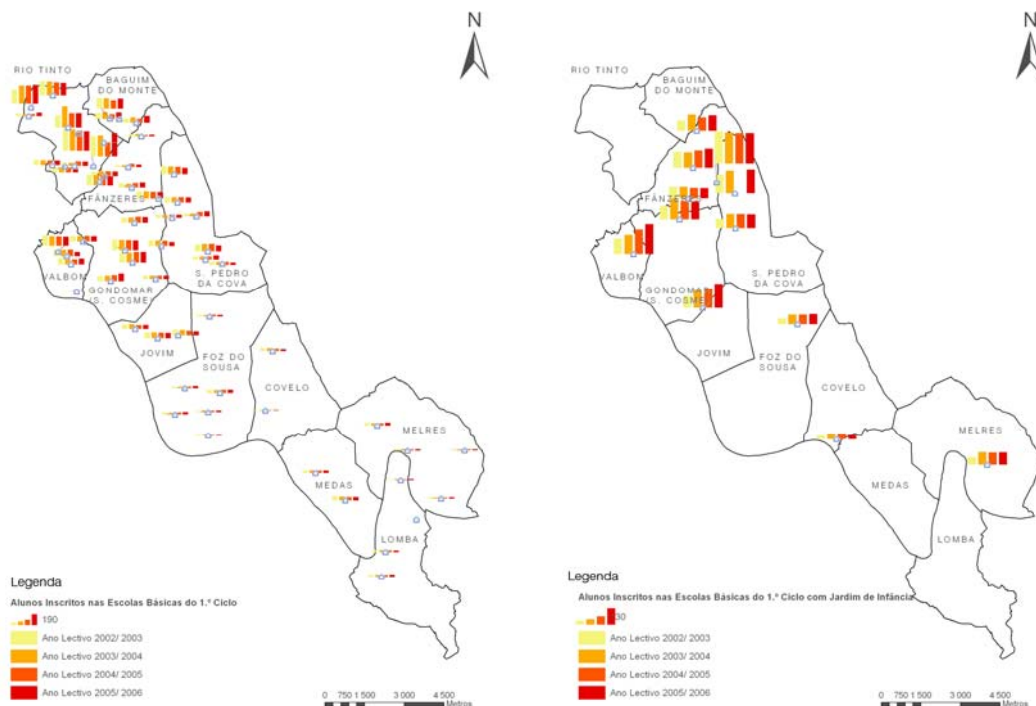 N
RIO TINTO
BAGUIM
DO MONTE
FÂNZERES
VALBOM
GONDOMAR
(S. COSME)
S. PEDRO
DA COVA
JOVIM
FOZ DO
SOUSA
COVELO
MELRES
MEDAS
LOMBA
Legenda
Alunos Inscritos nas Escolas Básicas do 1.º Ciclo
190
Ano Lectivo 2002/ 2003
Ano Lectivo 2003/ 2004
Ano Lectivo 2004/ 2005
Ano Lectivo 2005/ 2006
0 750 1 500 3 000 4 500
Metros
N
RIO TINTO
BAGUIM
DO MONTE
FÂNZERES
VALBOM
GONDOMAR
(S. COSME)
S. PEDRO
DA COVA
JOVIM
FOZ DO
SOUSA
COVELO
MELRES
MEDAS
LOMBA
Legenda
Alunos Inscritos nas Escolas Básicas do 1.º Ciclo com Jardim de Infância
30
Ano Lectivo 2002/ 2003
Ano Lectivo 2003/ 2004
Ano Lectivo 2004/ 2005
Ano Lectivo 2005/ 2006
0 750 1 500 3 000 4 500
Metros